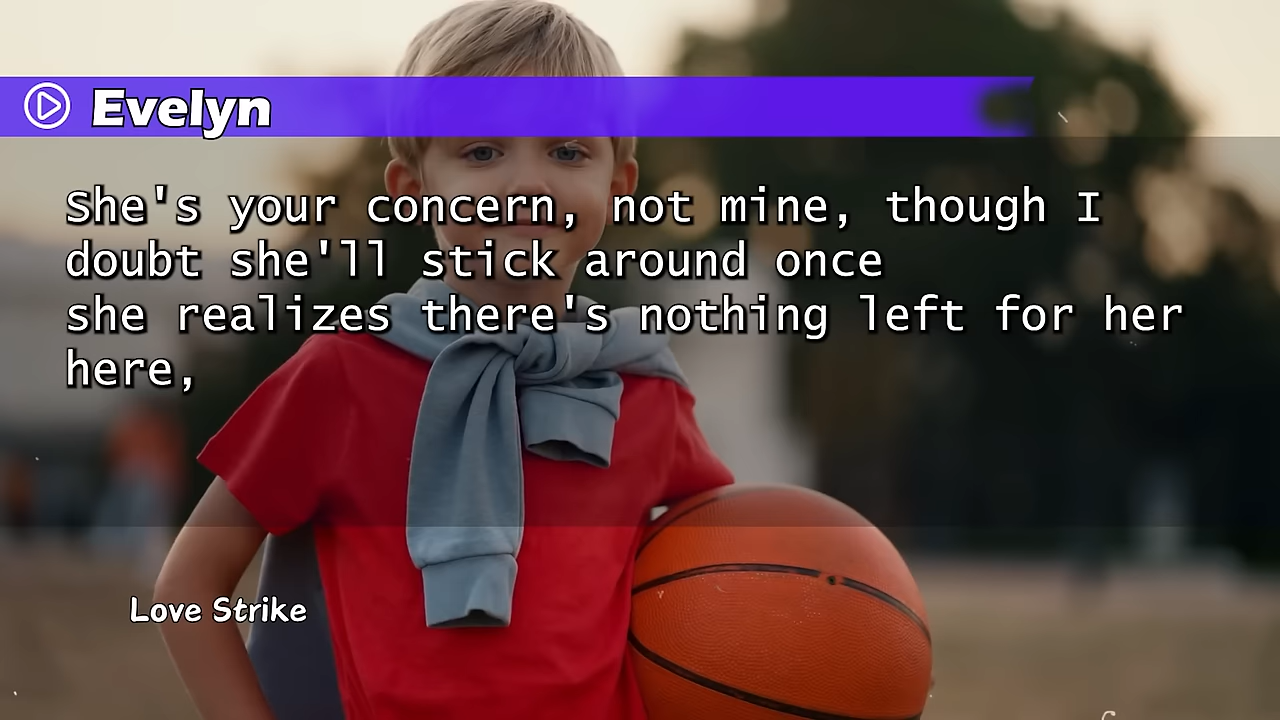 Evelyn
She's your concern, not mine, though I
doubt she'll stick around once
she realizes there's nothing left for her
here,
Love Strike